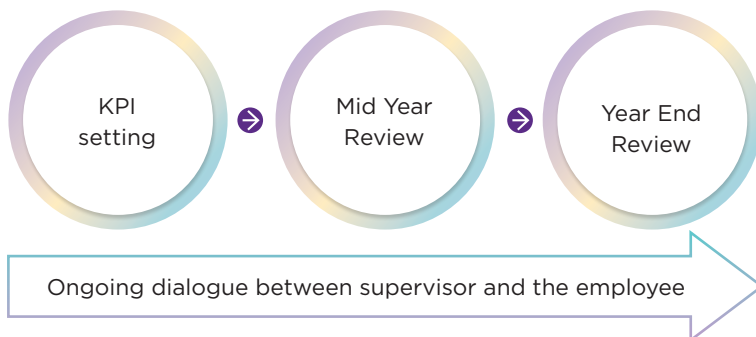 KPI
setting
Mid Year
Review
Year End
Review
Ongoing dialogue between supervisor and the employee